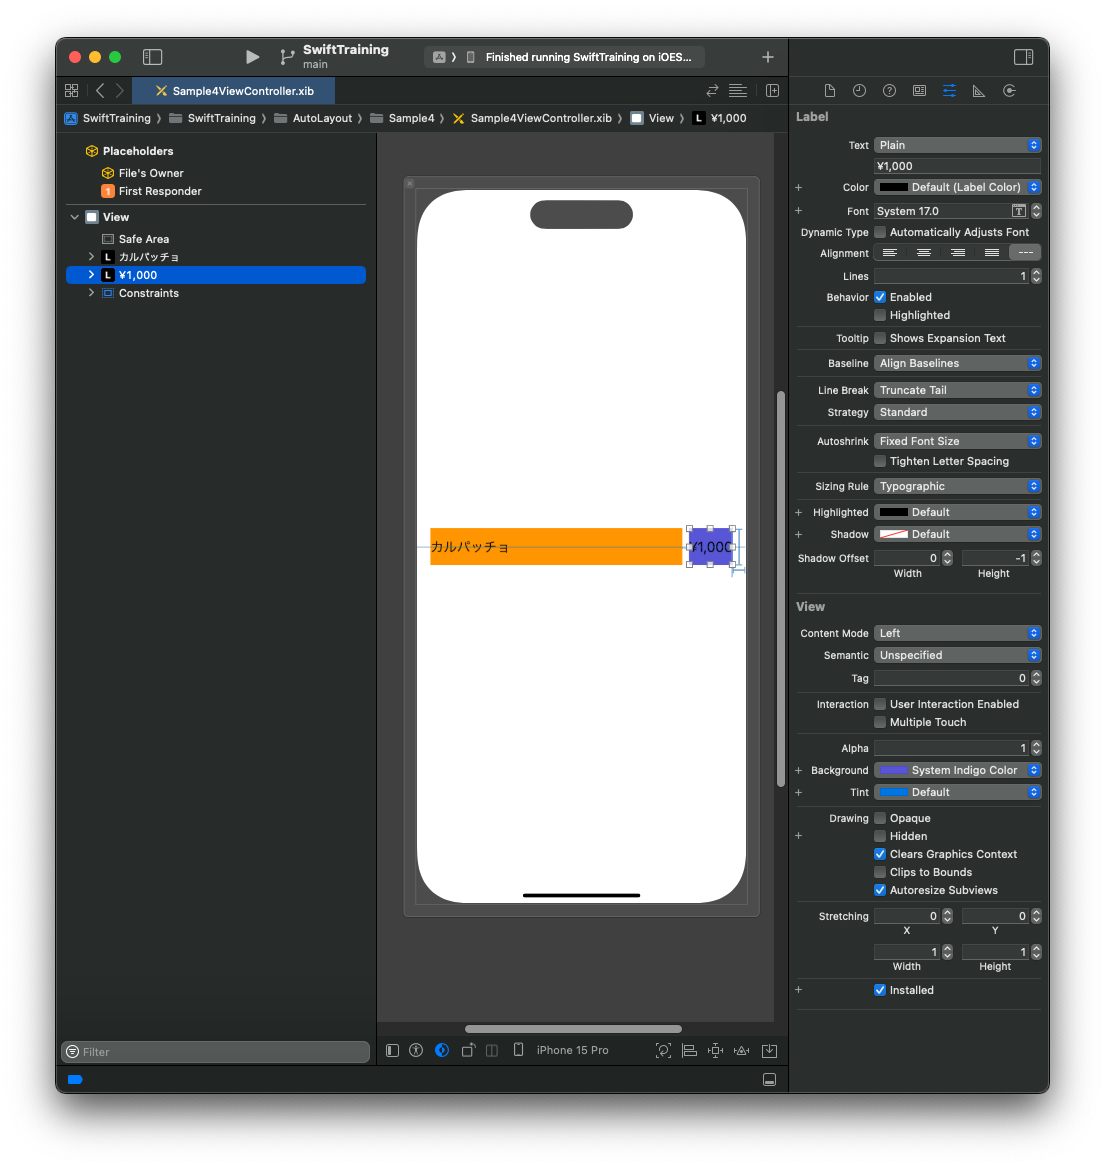 SwiftTraining
main
Finished running SwiftTraining on iOES...
Sample4ViewController.xib
SwiftTraining 〉 SwiftTraining 〉 AutoLayout 〉 Sample4 〉 Sample4ViewController.xib 〉 View 〉 L ¥1,000
Placeholders
File's Owner
1 First Responder
View
Safe Area
L カルパッチョ
L ¥1,000
Constraints
Filter
カルパッチョ
¥1,000
iPhone 15 Pro
Label
Text Plain
¥1,000
+ Color Default (Label Color)
+ Font System 17.0 T
Dynamic Type Automatically Adjusts Font
Alignment ---
Lines 1
Behavior Enabled
Highlighted
Tooltip Shows Expansion Text
Baseline Align Baselines
Line Break Truncate Tail
Strategy Standard
Autoshrink Fixed Font Size
Tighten Letter Spacing
Sizing Rule Typographic
+ Highlighted Default
+ Shadow Default
Shadow Offset 0 -1
Width Height
View
Content Mode Left
Semantic Unspecified
Tag 0
Interaction User Interaction Enabled
Multiple Touch
Alpha 1
+ Background System Indigo Color
+ Tint Default
Drawing Opaque
+ Hidden
Clears Graphics Context
Clips to Bounds
Autoresize Subviews
Stretching 0 0
X Y
1 1
Width Height
+ Installed